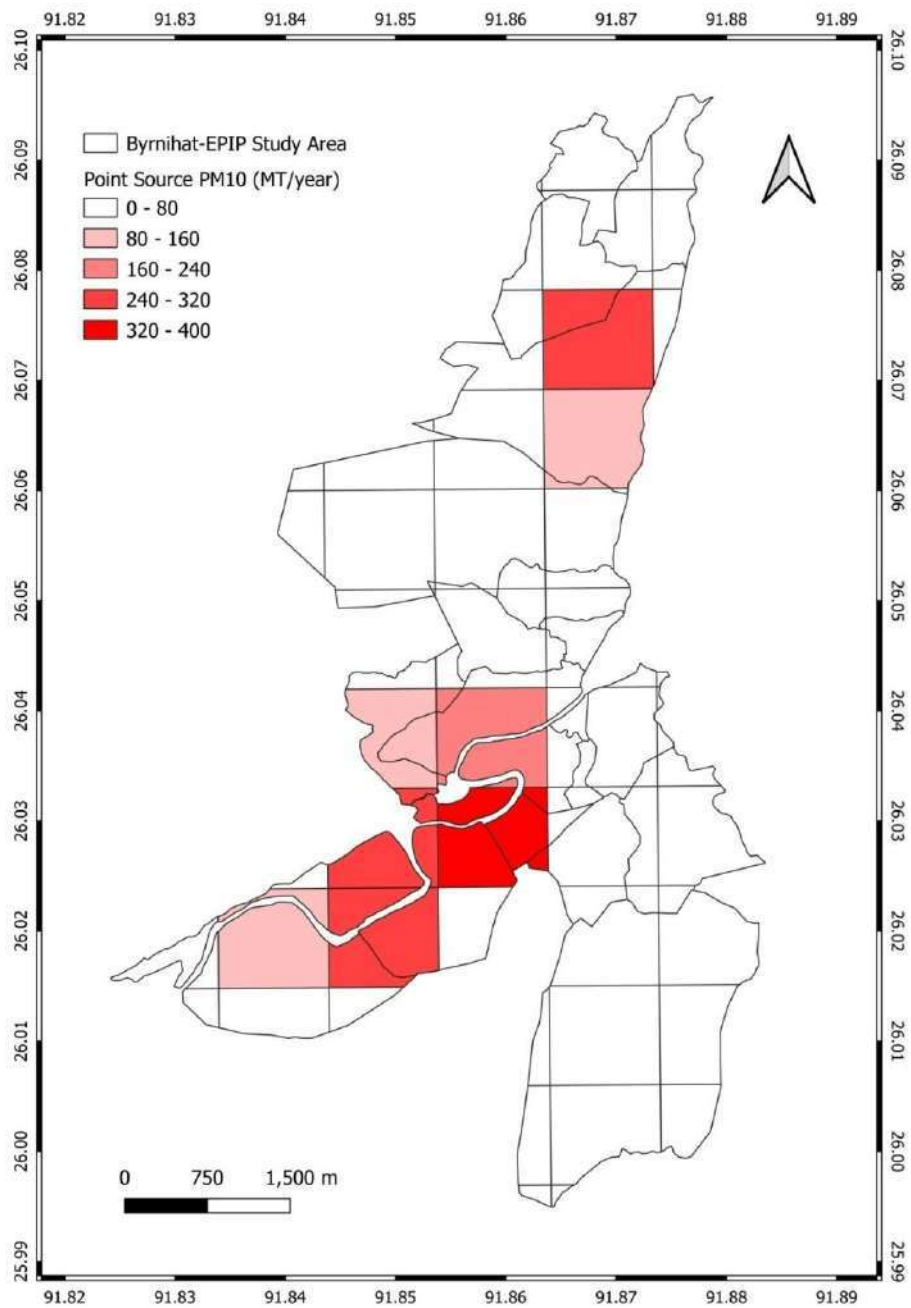 91.82 91.83 91.84 91.85 91.86 91.87 91.88 91.89
26.10 26.10
Byrnihat-EPIP Study Area
26.09 26.09
Point Source PM10 (MT/year)
0 - 80
80 - 160
26.08 26.08
160 - 240
240 - 320
320 - 400
26.07 26.07
26.06 26.06
26.05 26.05
26.04 26.04
26.03 26.03
26.02 26.02
26.01 26.01
26.00 26.00
0 750 1,500 m
25.99 25.99
91.82 91.83 91.84 91.85 91.86 91.87 91.88 91.89